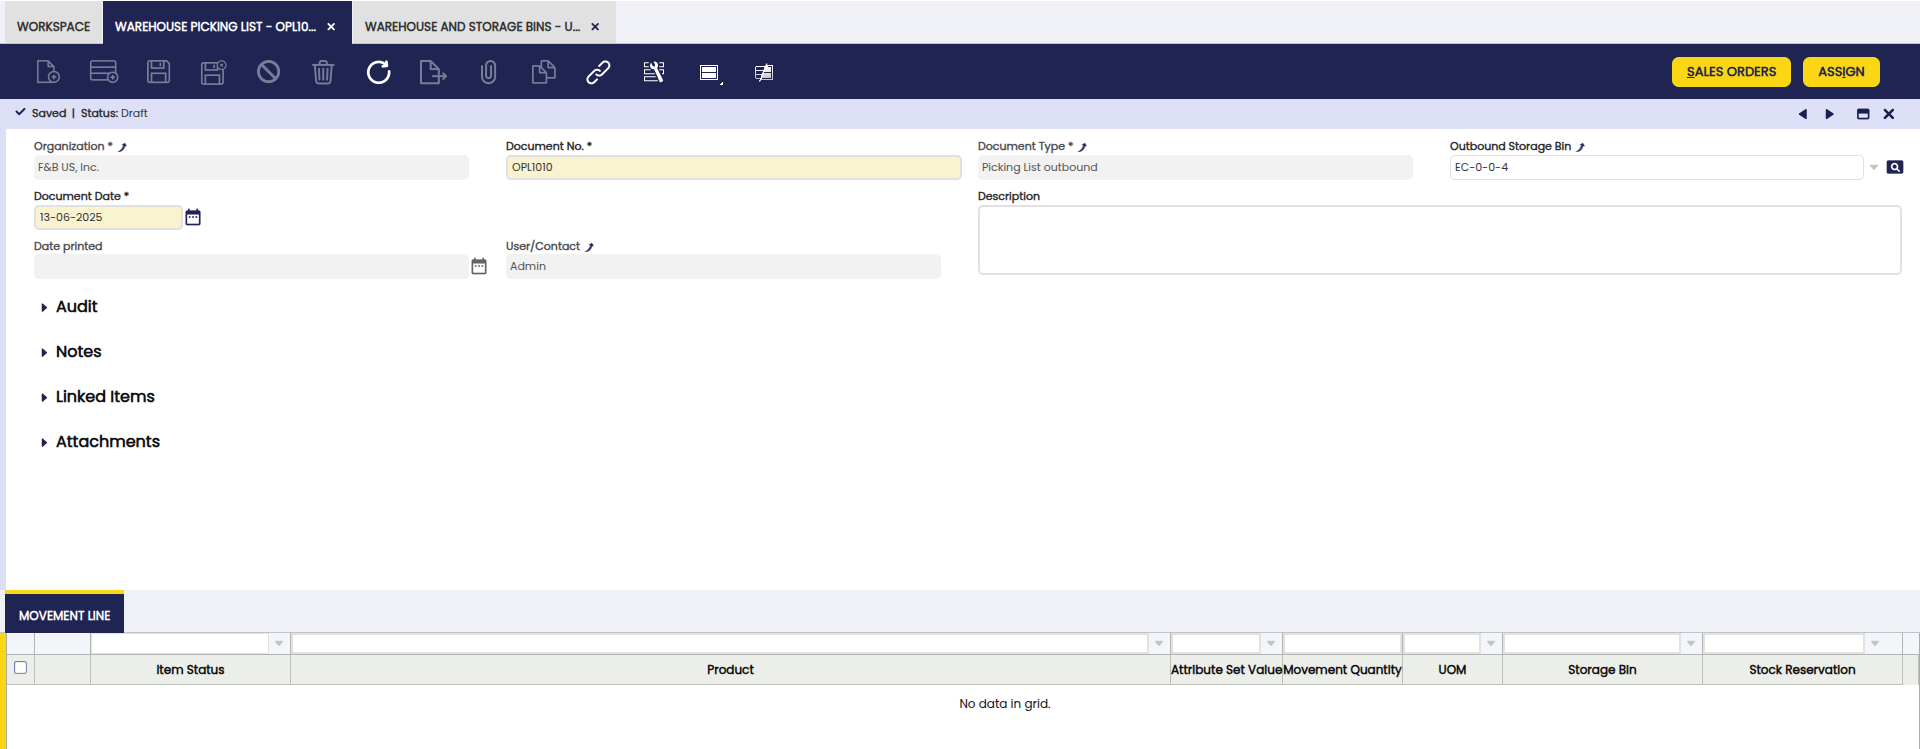 WORKSPACE
WAREHOUSE PICKING LIST - OPL10...
WAREHOUSE AND STORAGE BINS - U...
SALES ORDERS
ASSIGN
Saved | Status: Draft
Organization *
Document No. *
Document Type *
Outbound Storage Bin
F&B US, Inc.
OPL1010
Picking List outbound
EC-0-0-4
Document Date *
Description
13-06-2025
Date printed
User/Contact
Admin
Audit
Notes
Linked Items
Attachments
MOVEMENT LINE
Item Status
Product
Attribute Set Value
Movement Quantity
UOM
Storage Bin
Stock Reservation
No data in grid.